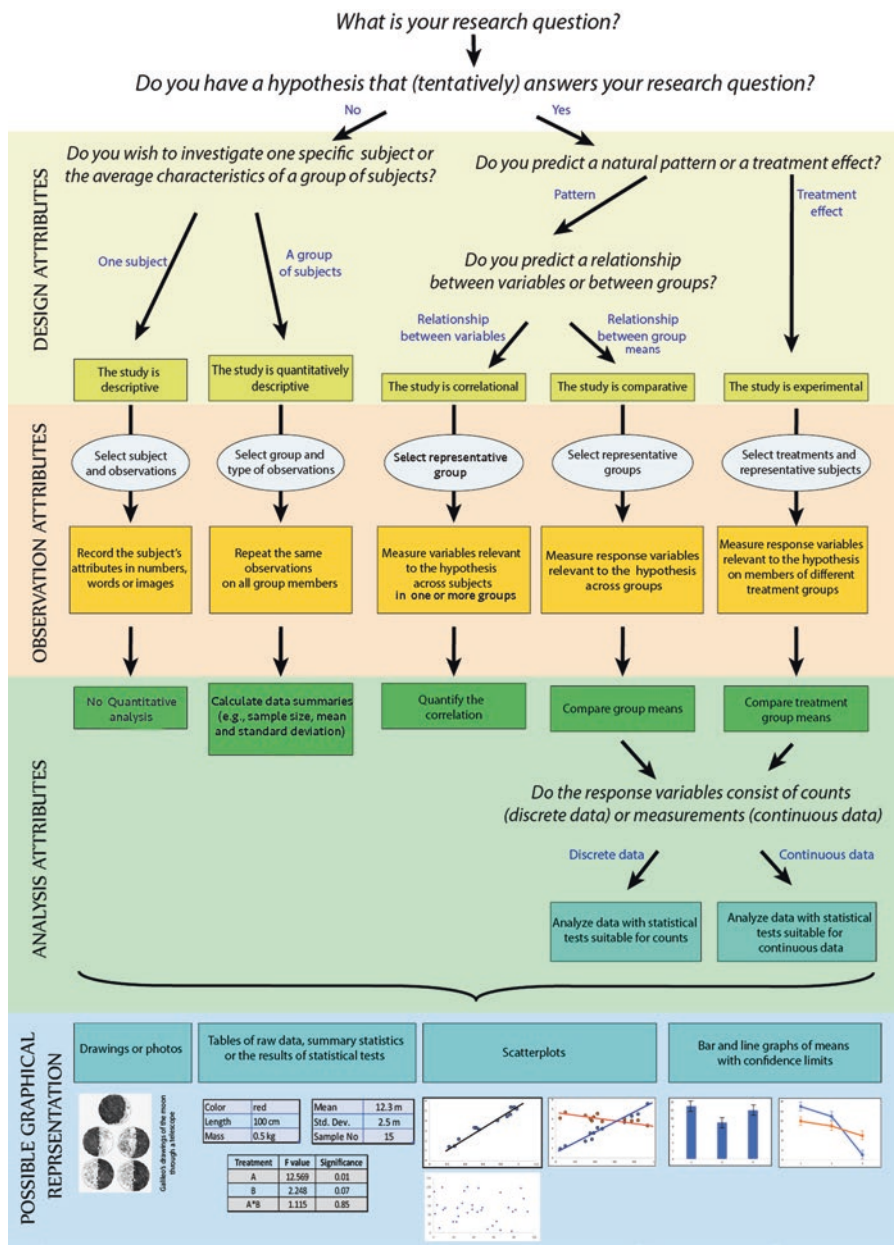 What is your research question?
Do you have a hypothesis that (tentatively) answers your research question?
No
Yes
DESIGN ATTRIBUTES
Do you wish to investigate one specific subject or
the average characteristics of a group of subjects?
Do you predict a natural pattern or a treatment effect?
Pattern
Treatment
effect
One subject
A group
of subjects
Do you predict a relationship
between variables or between groups?
Relationship
between variables
Relationship
between group
means
The study is
descriptive
The study is quantitatively
descriptive
The study is correlational
The study is comparative
The study is experimental
OBSERVATION ATTRIBUTES
Select subject
and observations
Select group and
type of observations
Select representative
group
Select representative
groups
Select treatments and
representative subjects
Record the subject's
attributes in numbers,
words or images
Repeat the same
observations
on all group members
Measure variables relevant
to the hypothesis
across subjects
in one or more groups
Measure response variables
relevant to the hypothesis
across groups
Measure response variables
relevant to the hypothesis
on members of different
treatment groups
ANALYSIS ATTRIBUTES
No Quantitative
analysis
Calculate data summaries
(e.g., sample size, mean
and standard deviation)
Quantify the
correlation
Compare group means
Compare treatment
group means
Do the response variables consist of counts
(discrete data) or measurements (continuous data)
Discrete data
Continuous data
Analyze data with statistical
tests suitable for counts
Analyze data with statistical
tests suitable for
continuous data
POSSIBLE GRAPHICAL
REPRSENTATION
Drawings or photos
Tables of raw data, summary statistics
or the results of statistical tests
Scatterplots
Bar and line graphs of means
with confidence limits
Galileo's drawings of the moon
through a telescope
Color red
Length 100 cm
Mass 0.5 kg
Mean 12.3 m
Std. Dev. 2.5 m
Sample No 15
Treatment F value Significance
A 12.569 0.01
B 2.248 0.07
A*B 1.115 0.85